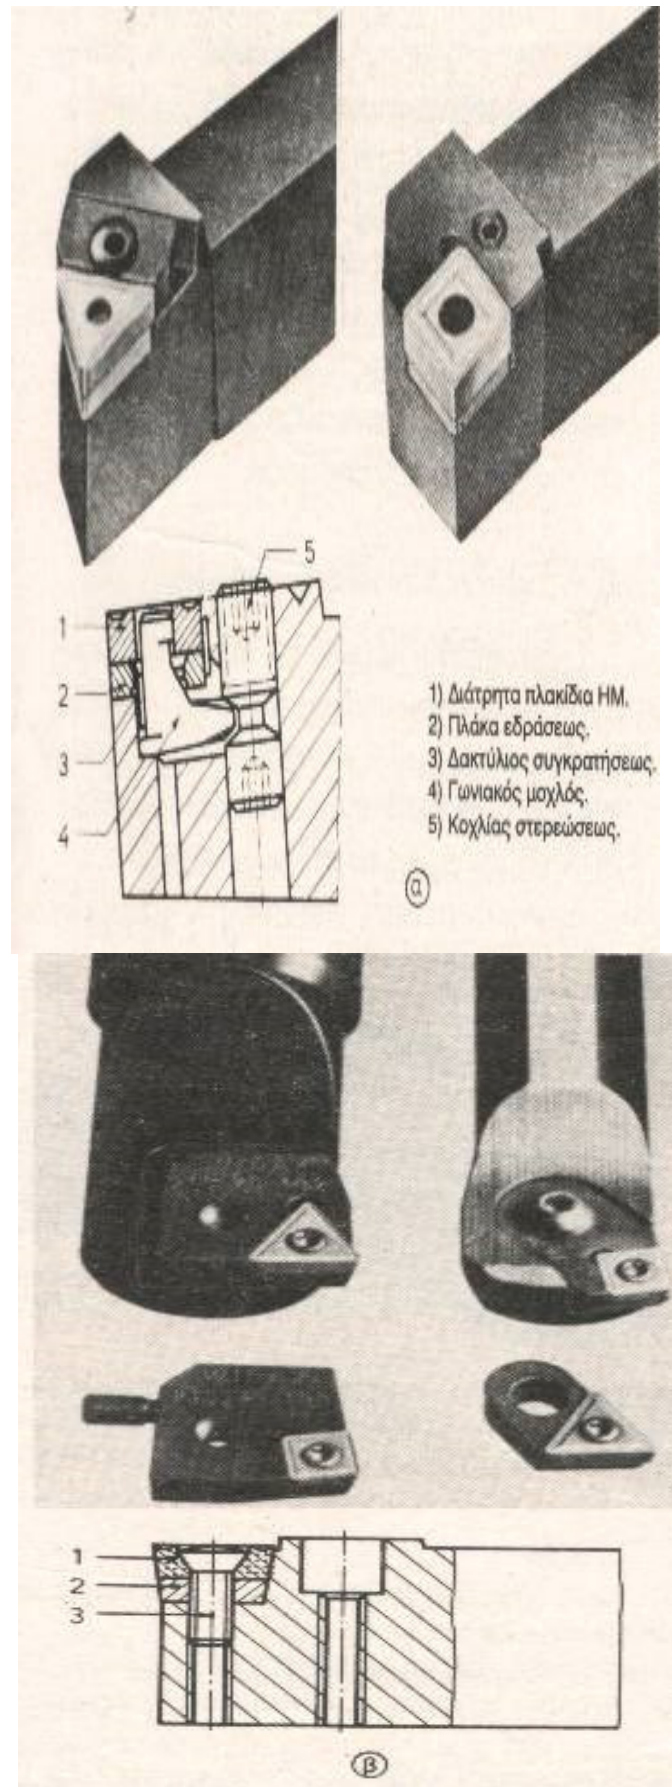 5
1
2
3
4
1) Διάτρητα πλακίδια ΗΜ.
2) Πλάκα εδράσεως.
3) Δακτύλιος συγκρατήσεως.
4) Γωνιακός μοχλός.
5) Κοχλίας στερεώσεως.
α
1
2
3
β